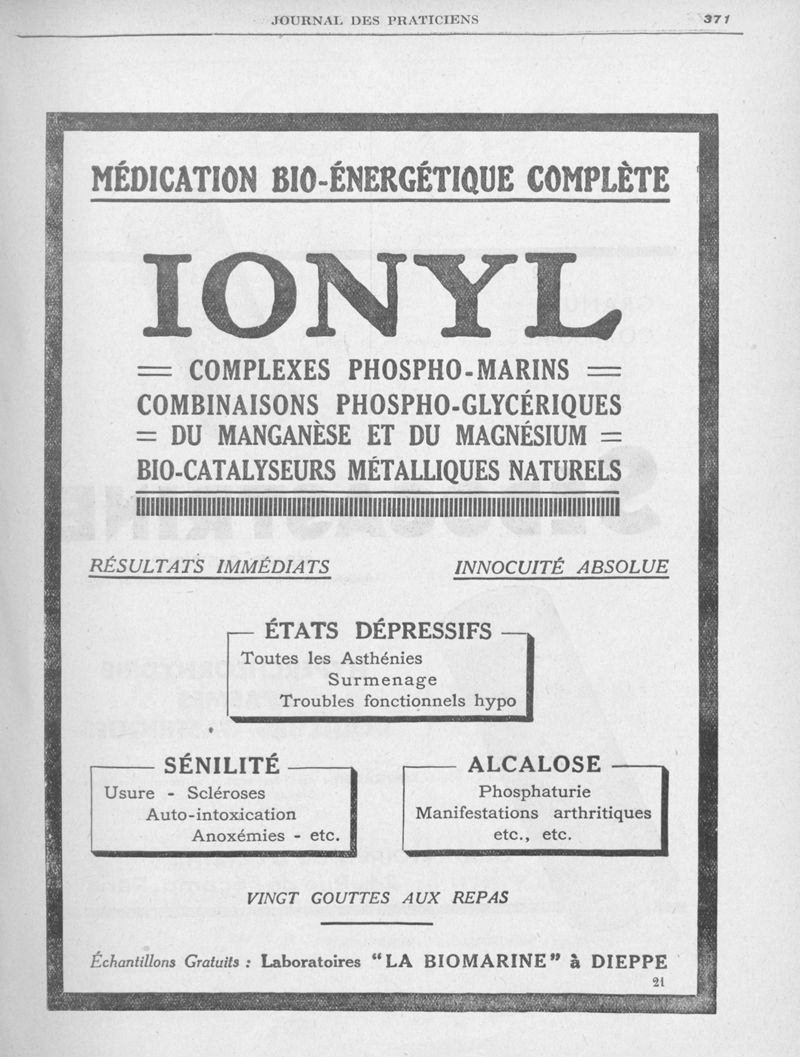 JOURNAL DES PRATICIENS 371
MÉDICATION BIO-ÉNERGÉTIQUE COMPLÈTE
IONYL
= COMPLEXES PHOSPHO-MARINS =
COMBINAISONS PHOSPHO-GLYCÉRIQUES
= DU MANGANÈSE ET DU MAGNÉSIUM =
BIO-CATALYSEURS MÉTALLIQUES NATURELS
RÉSULTATS IMMÉDIATS INNOCUITÉ ABSOLUE
ÉTATS DÉPRESSIFS
Toutes les Asthénies
Surmenage
Troubles fonctionnels hypo
SÉNILITÉ
Usure - Scléroses
Auto-intoxication
Anoxémies - etc.
ALCALOSE
Phosphaturie
Manifestations arthritiques
etc., etc.
VINGT GOUTTES AUX REPAS
Échantillons Gratuits : Laboratoires "LA BIOMARINE" à DIEPPE
21